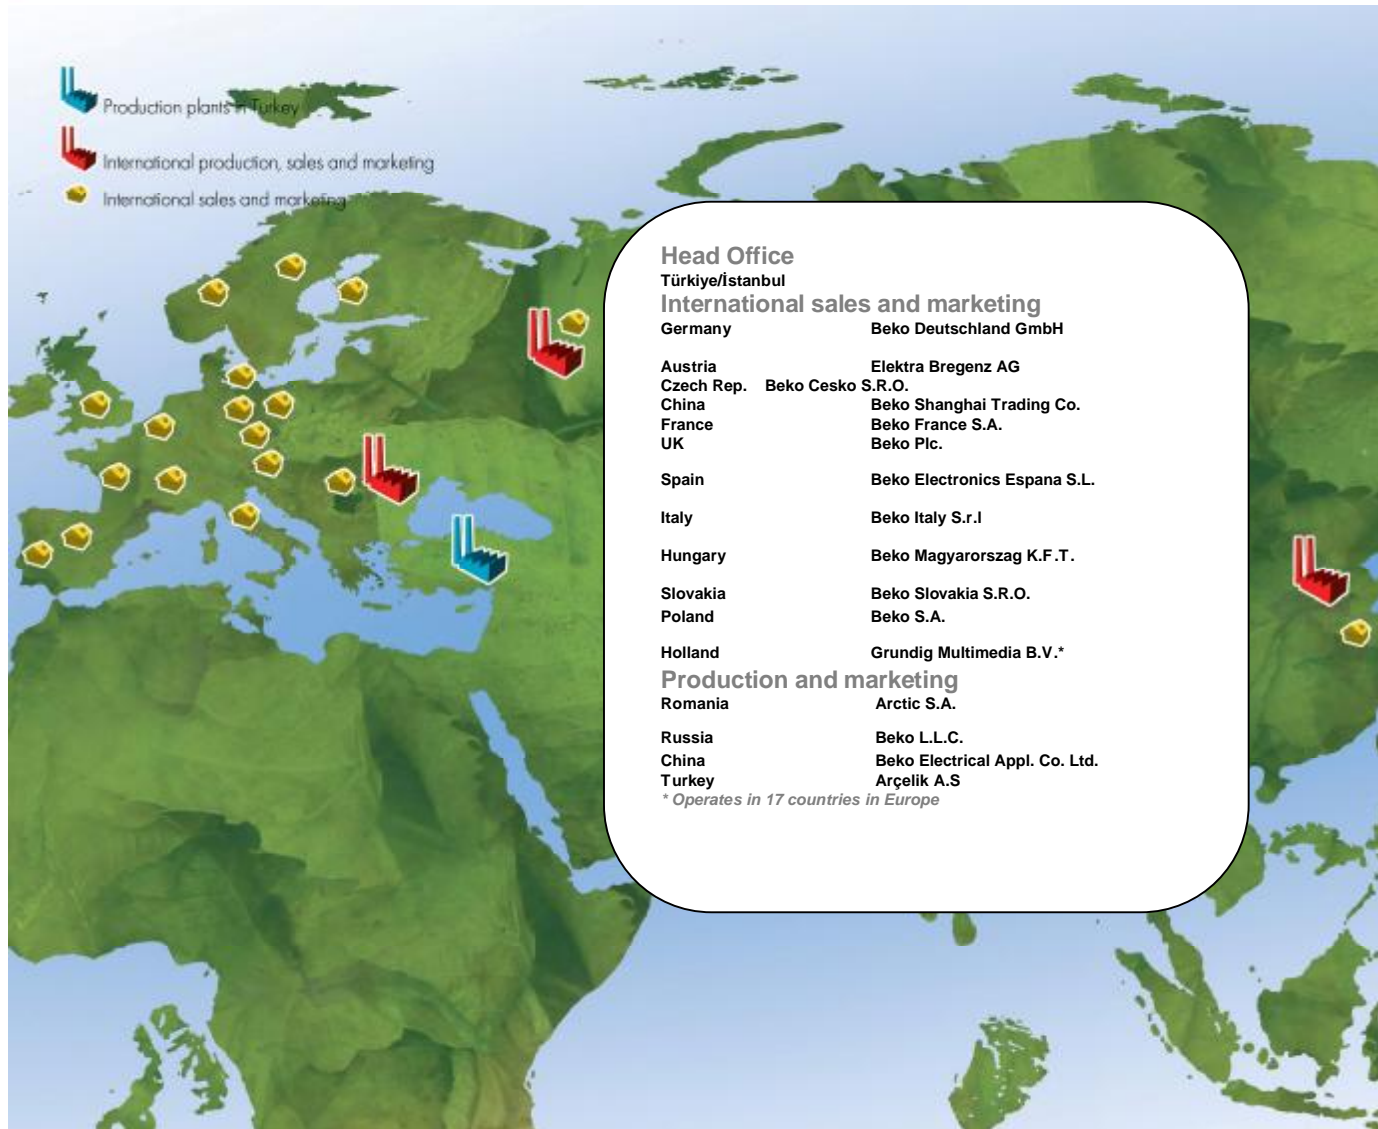 Production plants in Turkey
International production, sales and marketing
International sales and marketing
Head Office
Türkiye/İstanbul
International sales and marketing
Germany Beko Deutschland GmbH
Austria Elektra Bregenz AG
Czech Rep. Beko Cesko S.R.O.
China Beko Shanghai Trading Co.
France Beko France S.A.
UK Beko Plc.
Spain Beko Electronics Espana S.L.
Italy Beko Italy S.r.l
Hungary Beko Magyarorszag K.F.T.
Slovakia Beko Slovakia S.R.O.
Poland Beko S.A.
Holland Grundig Multimedia B.V.*
Production and marketing
Romania Arctic S.A.
Russia Beko L.L.C.
China Beko Electrical Appl. Co. Ltd.
Turkey Arçelik A.S
* Operates in 17 countries in Europe